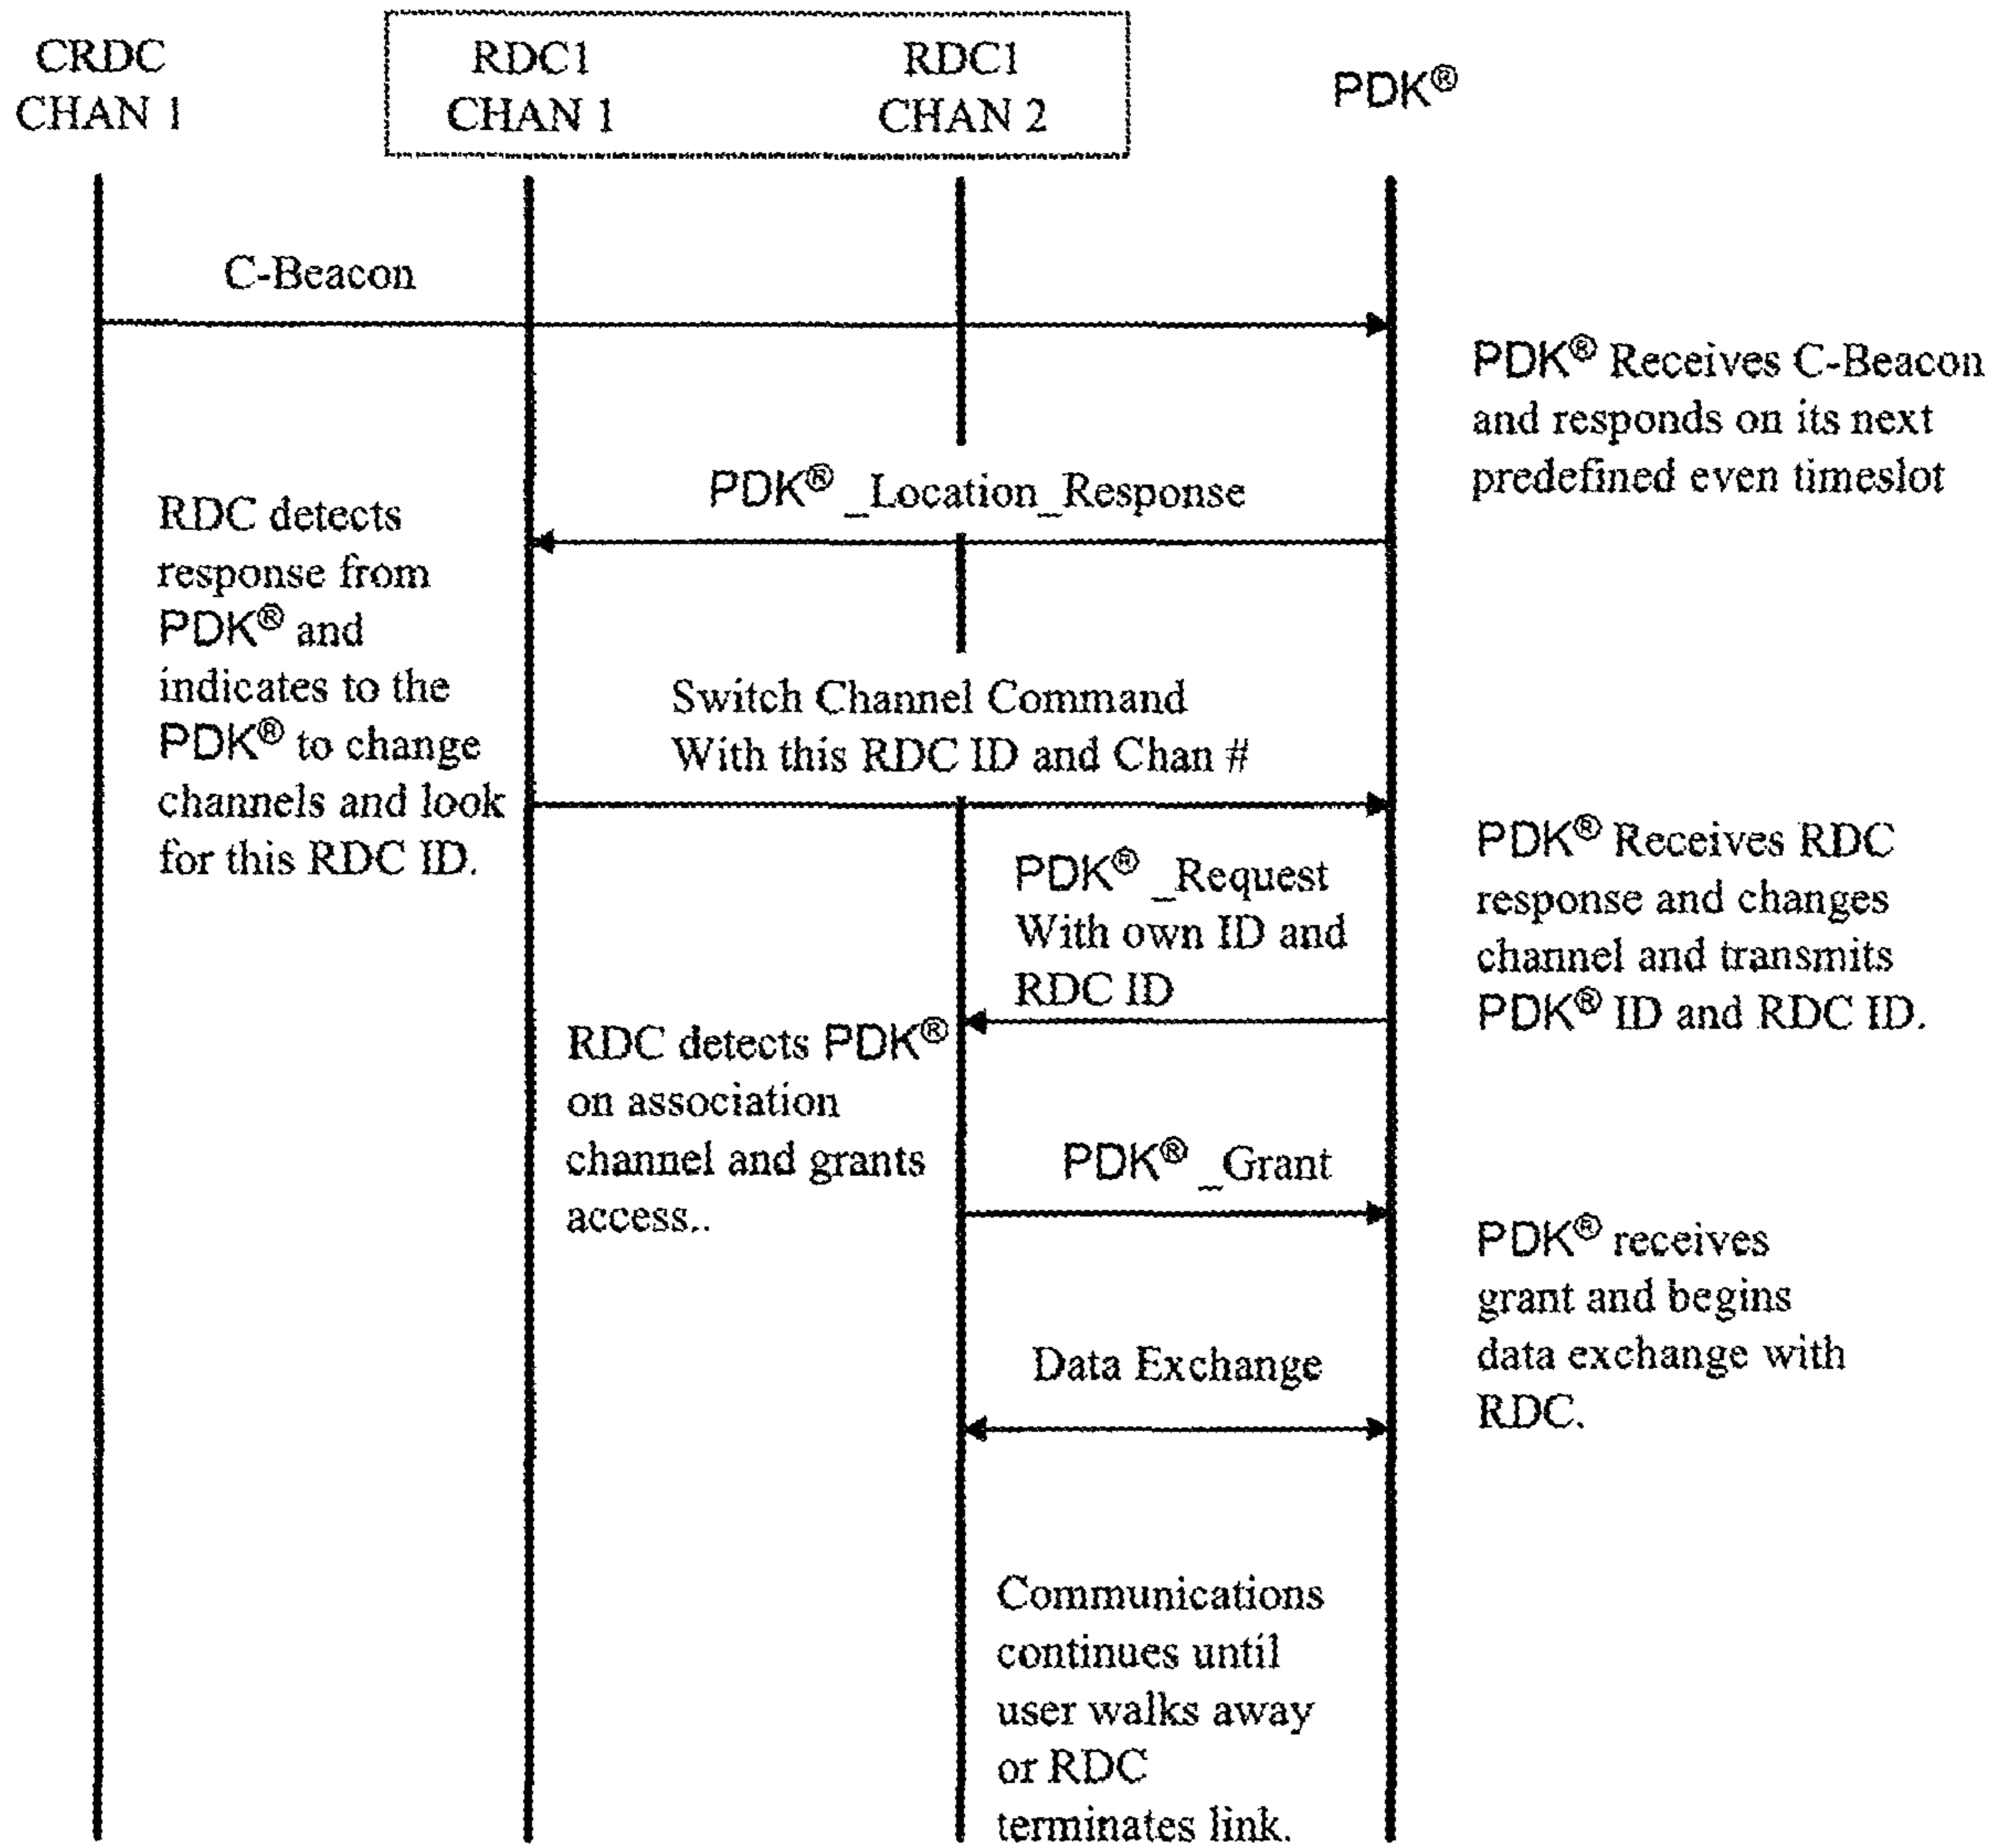 CRDC
CHAN 1
RDC1
CHAN 1
RDC1
CHAN 2
PDK®
C-Beacon
PDK® Receives C-Beacon
and responds on its next
predefined even timeslot
PDK® _Location_Response
RDC detects
response from
PDK® and
indicates to the
PDK® to change
channels and look
for this RDC ID.
Switch Channel Command
With this RDC ID and Chan #
PDK® Receives RDC
response and changes
channel and transmits
PDK® ID and RDC ID.
PDK® _Request
With own ID and
RDC ID
RDC detects PDK®
on association
channel and grants
access..
PDK® _Grant
PDK® receives
grant and begins
data exchange with
RDC.
Data Exchange
Communications
continues until
user walks away
or RDC
terminates link.